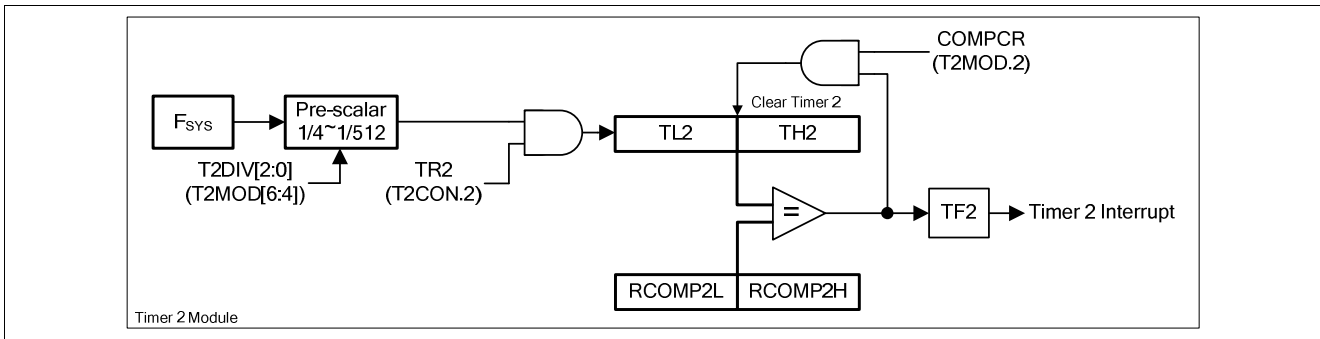 COMPCR
(T2MOD.2)
Clear Timer 2
FSYS
Pre-scalar
1/4~1/512
TL2
TH2
T2DIV[2:0]
(T2MOD[6:4])
TR2
(T2CON.2)
=
TF2
Timer 2 Interrupt
RCOMP2L
RCOMP2H
Timer 2 Module